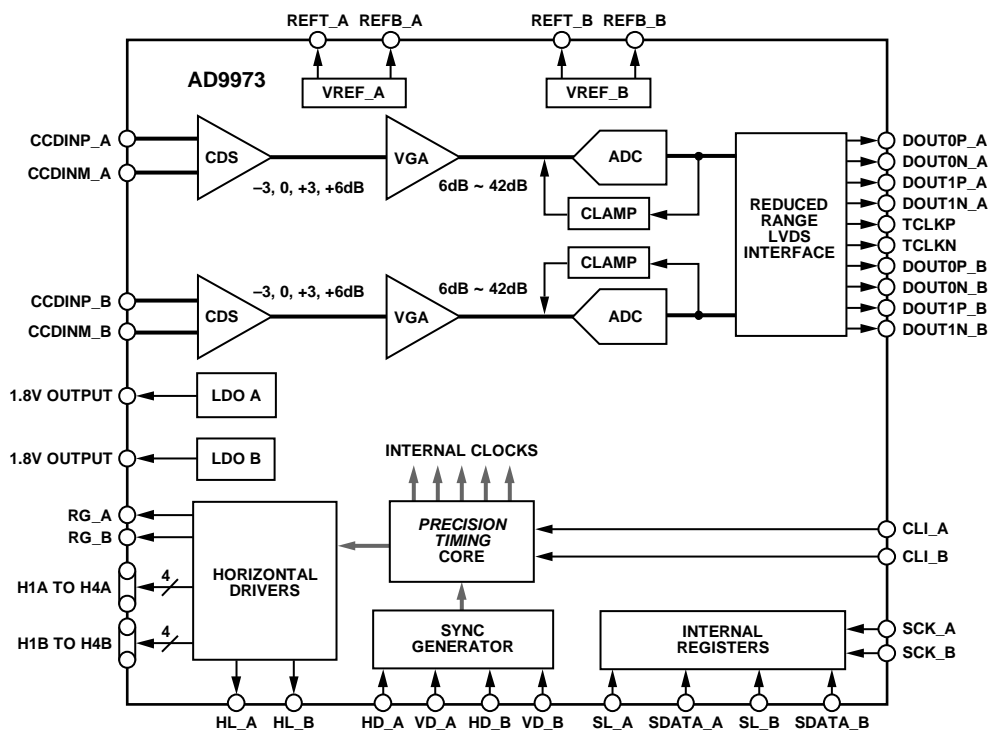 REFT_A REFB_A REFT_B REFB_B
AD9973
VREF_A VREF_B
CCDINP_A
CCDINM_A
CDS
–3, 0, +3, +6dB
VGA
6dB ~ 42dB
ADC
CLAMP
CLAMP
CCDINP_B
CCDINM_B
CDS
–3, 0, +3, +6dB
VGA
6dB ~ 42dB
ADC
REDUCED
RANGE
LVDS
INTERFACE
DOUT0P_A
DOUT0N_A
DOUT1P_A
DOUT1N_A
TCLKP
TCLKN
DOUT0P_B
DOUT0N_B
DOUT1P_B
DOUT1N_B
1.8V OUTPUT
LDO A
1.8V OUTPUT
LDO B
INTERNAL CLOCKS
RG_A
RG_B
H1A TO H4A
4
H1B TO H4B
4
HORIZONTAL
DRIVERS
PRECISION
TIMING
CORE
CLI_A
CLI_B
SYNC
GENERATOR
INTERNAL
REGISTERS
SCK_A
SCK_B
HL_A HL_B HD_A VD_A HD_B VD_B SL_A SDATA_A SL_B SDATA_B